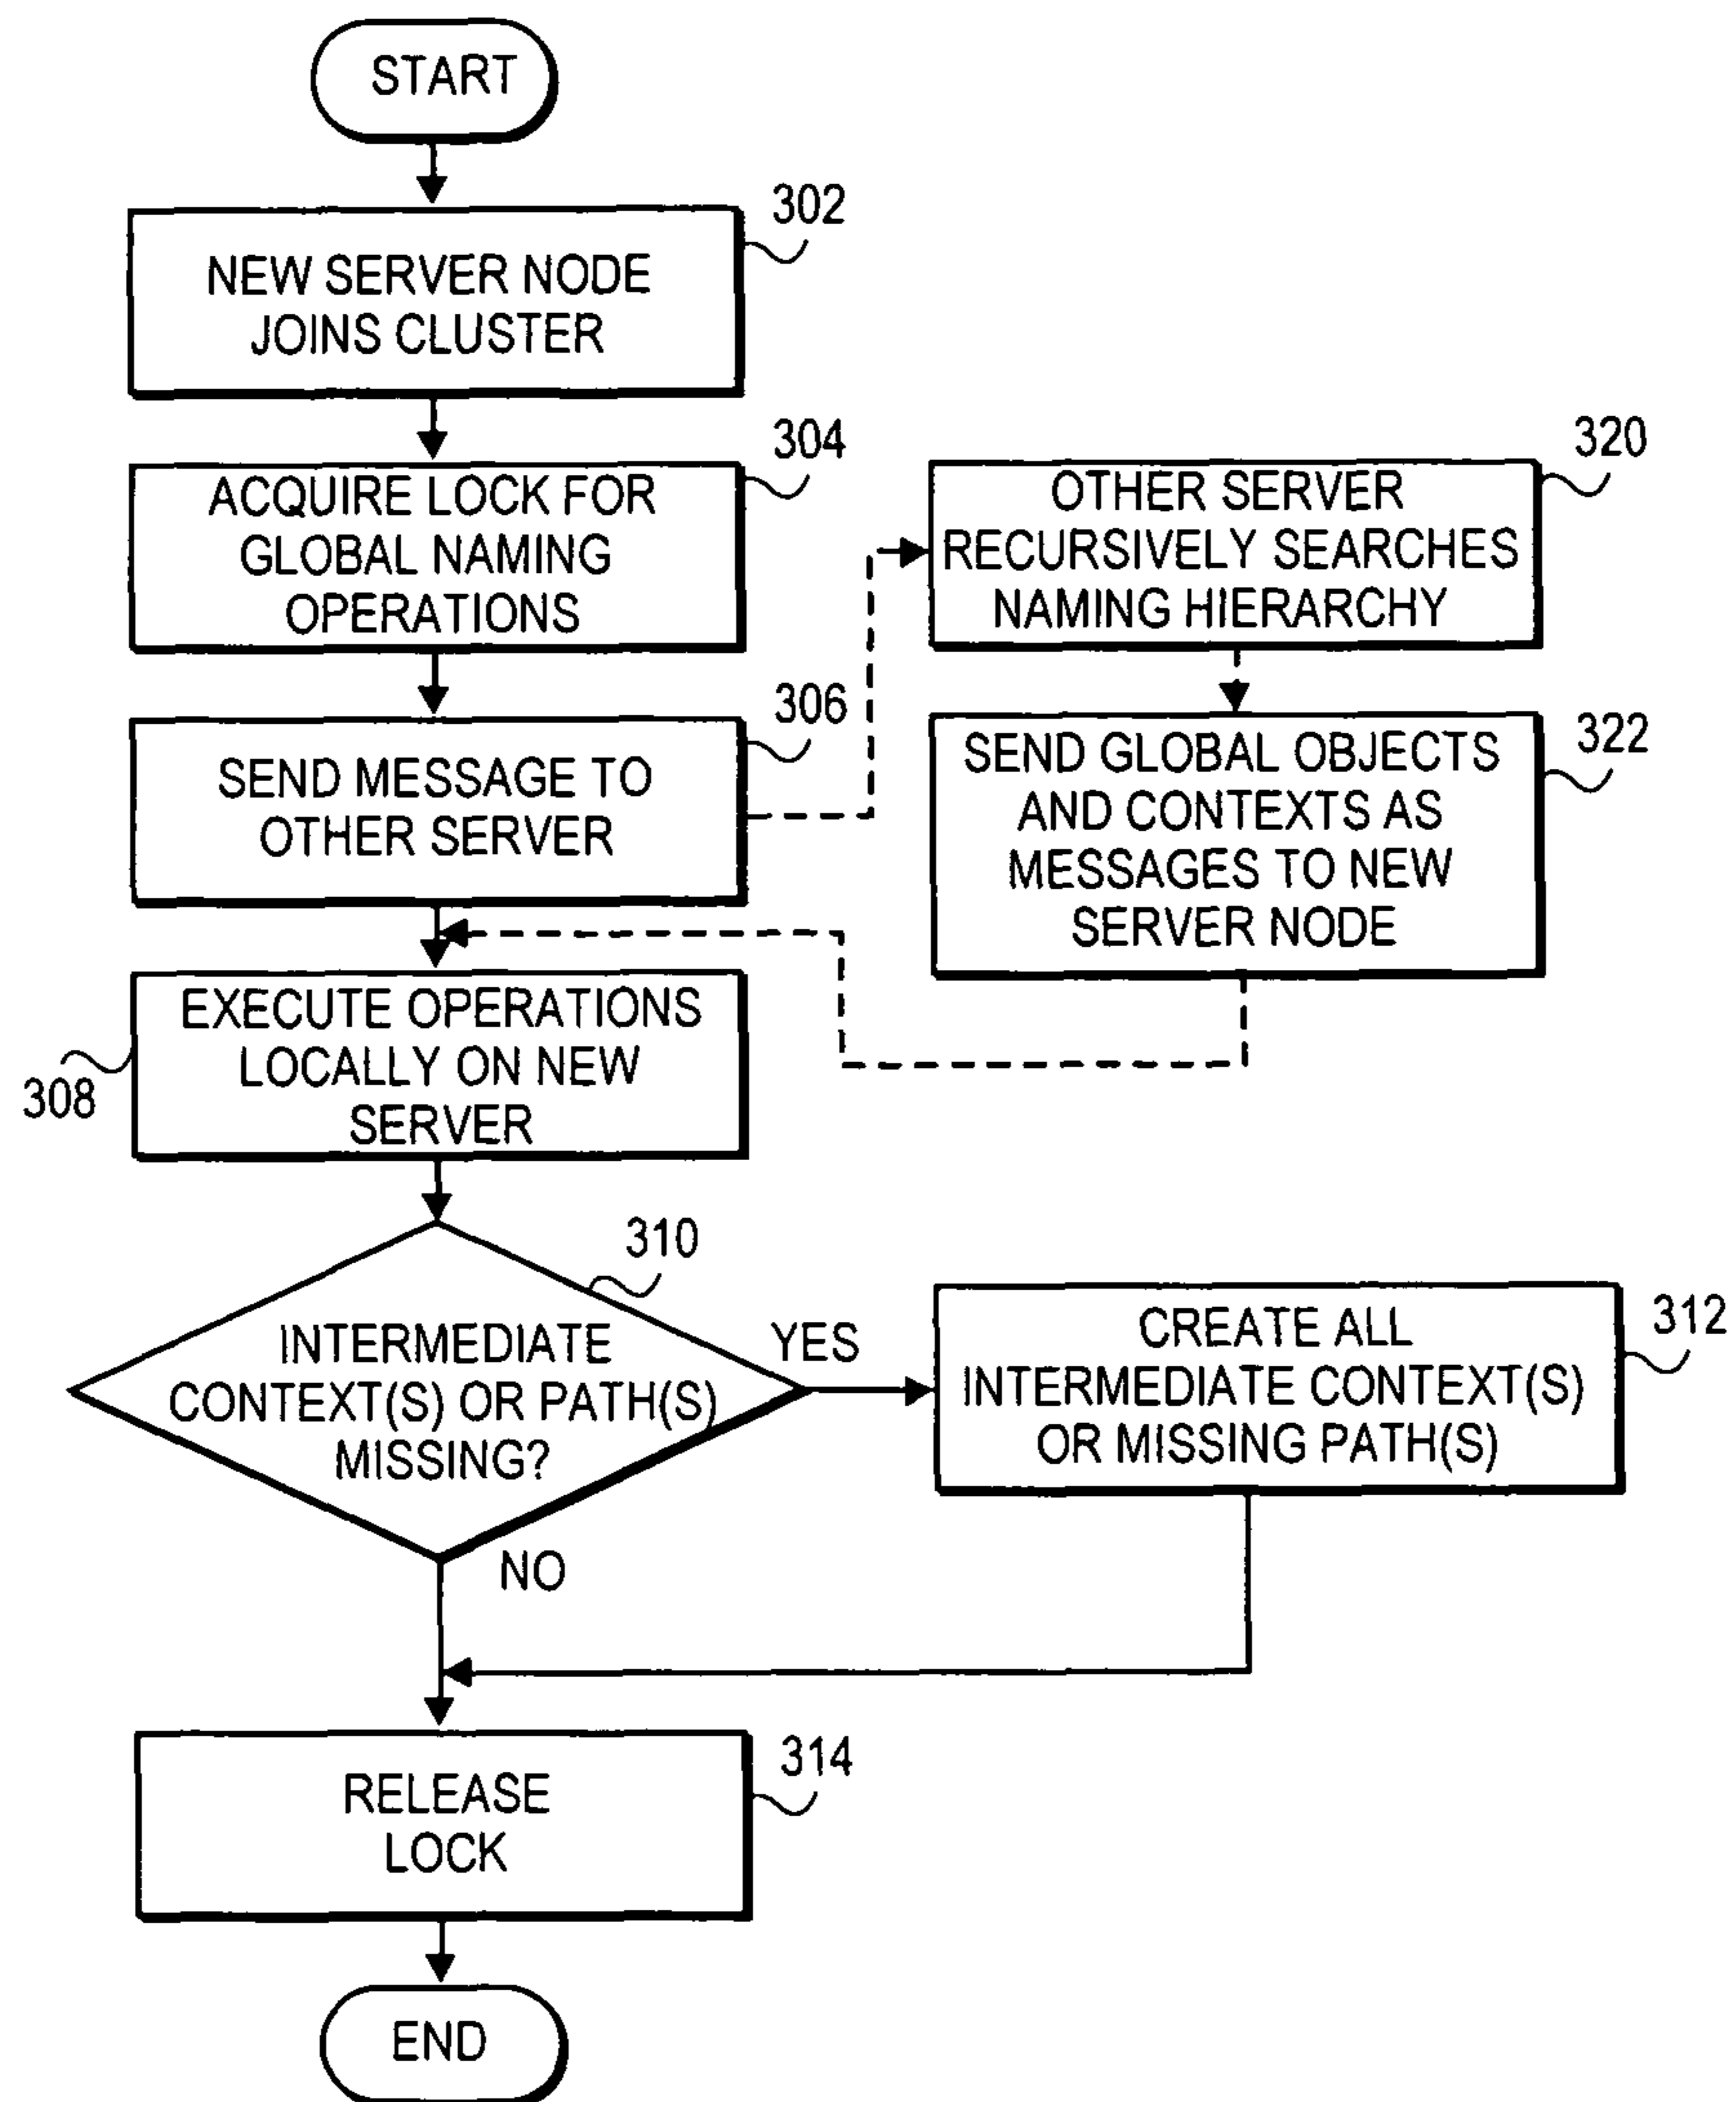 START
302
NEW SERVER NODE
JOINS CLUSTER
304
ACQUIRE LOCK FOR
GLOBAL NAMING
OPERATIONS
306
SEND MESSAGE TO
OTHER SERVER
320
OTHER SERVER
RECURSIVELY SEARCHES
NAMING HIERARCHY
322
SEND GLOBAL OBJECTS
AND CONTEXTS AS
MESSAGES TO NEW
SERVER NODE
308
EXECUTE OPERATIONS
LOCALLY ON NEW
SERVER
310
INTERMEDIATE
CONTEXT(S) OR PATH(S)
MISSING?
YES
312
CREATE ALL
INTERMEDIATE CONTEXT(S)
OR MISSING PATH(S)
NO
314
RELEASE
LOCK
END